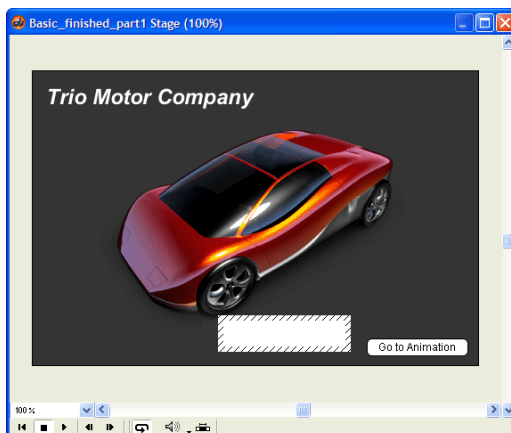 Basic_finished_part1 Stage (100%)
Trio Motor Company
Go to Animation
100%